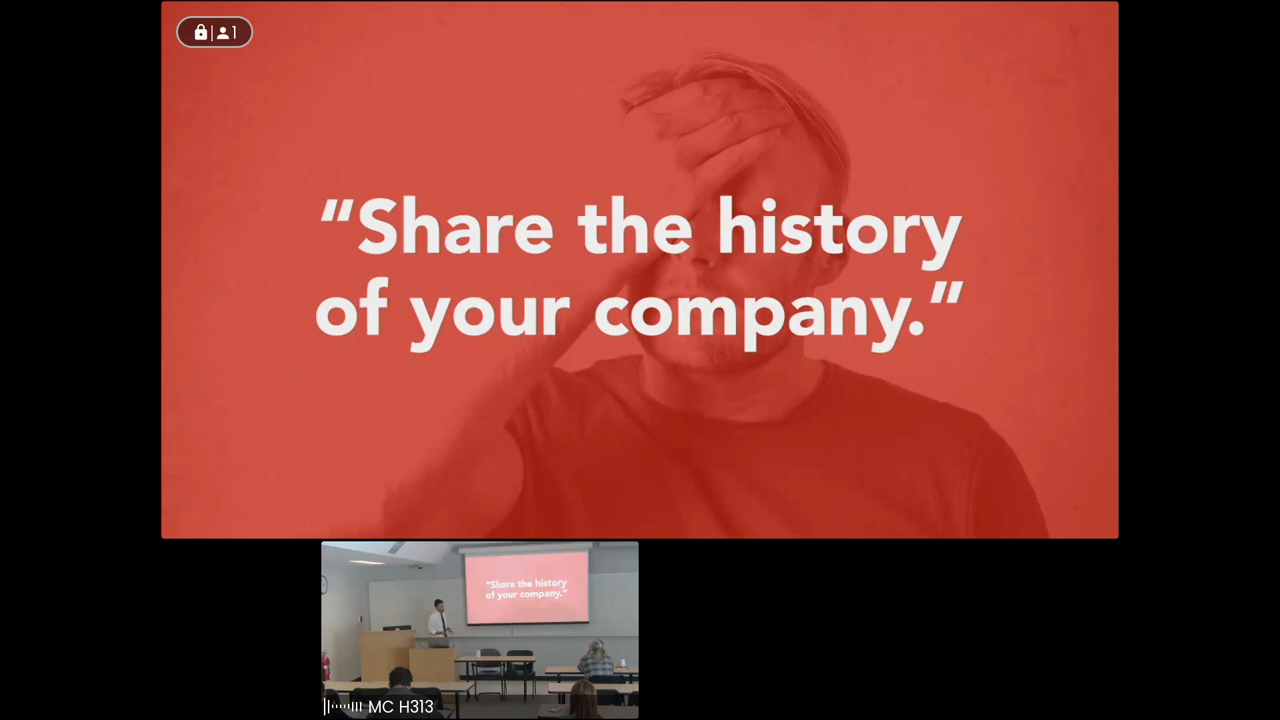 1
“Share the history
of your company.”
“Share the history
of your company.”
MC H313